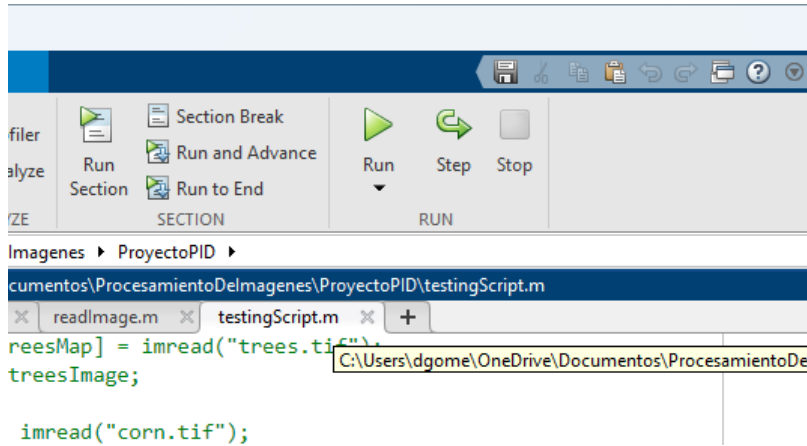 filer
alyze
YZE
Run
Section
Section Break
Run and Advance
Run to End
SECTION
Run
Step
Stop
RUN
Imagenes ▸ ProyectoPID ▸
cumentos\ProcesamientoDeImagenes\ProyectoPID\testingScript.m
readImage.m
testingScript.m
reesMap] = imread("trees.tif");
C:\Users\dgome\OneDrive\Documentos\ProcesamientoDe
treesImage;
imread("corn.tif");